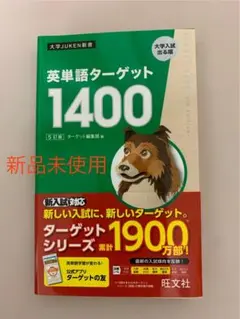 大学JUKEN新書
大学入試
出る順
英単語ターゲット
1400
5訂版 ターゲット編集部 編
新品未使用
新入試対応
新しい入試に、新しいターゲット。
ターゲット
シリーズ 累計 1900万部!
公式アプリ
ターゲットの友
旺文社